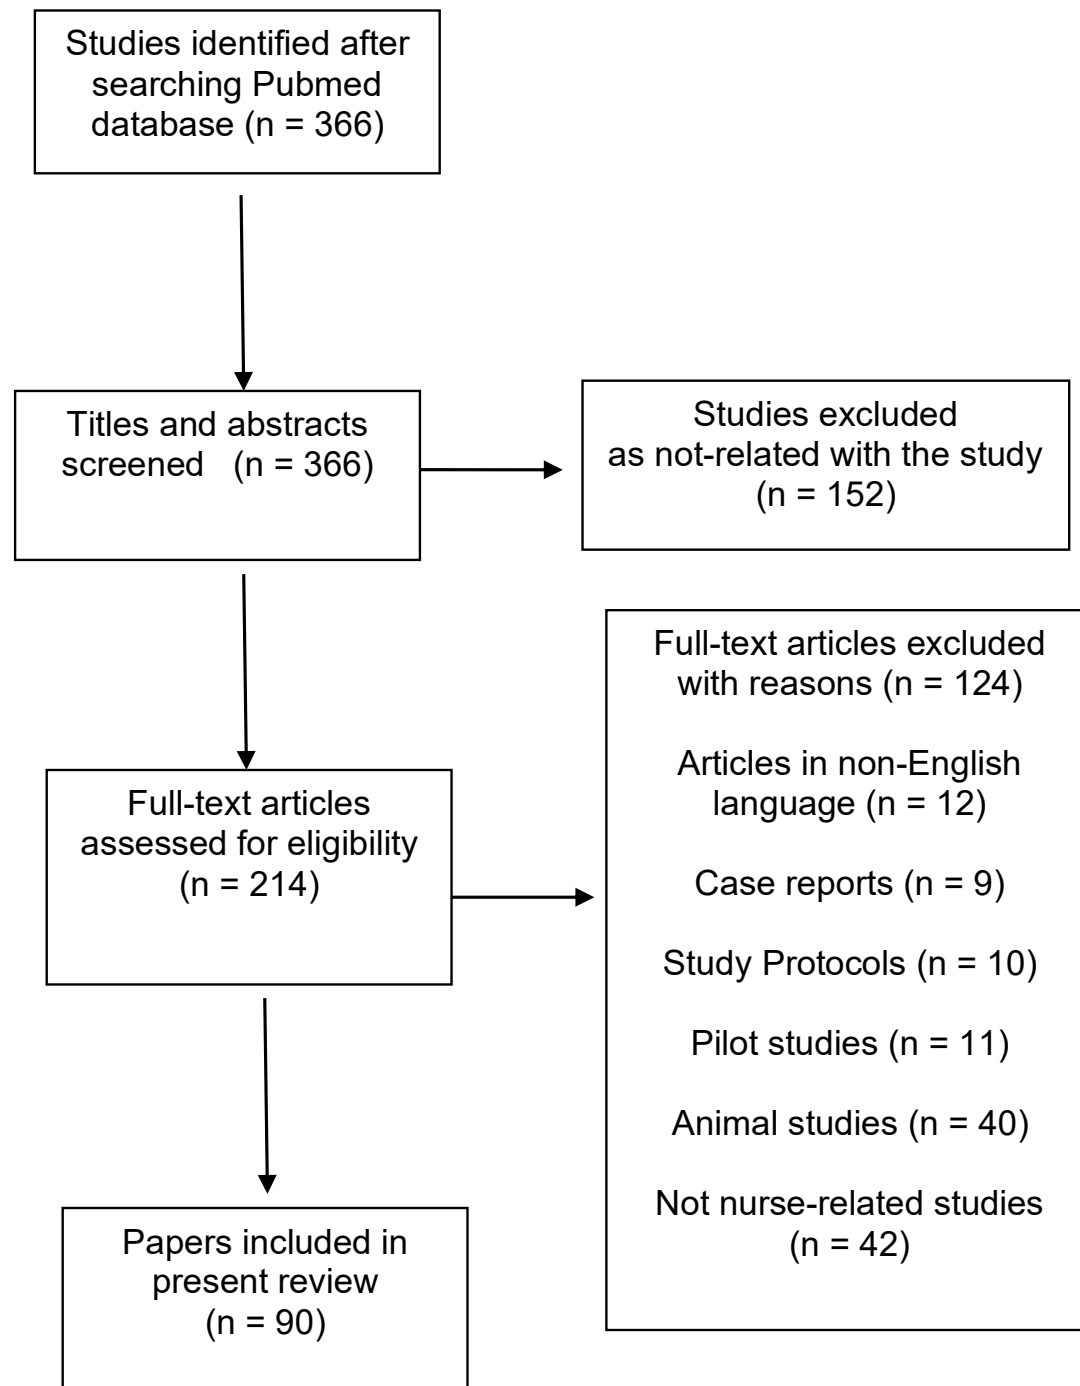 Studies identified after
searching Pubmed
database (n = 366)
Titles and abstracts
screened (n = 366)
Studies excluded
as not-related with the study
(n = 152)
Full-text articles
assessed for eligibility
(n = 214)
Full-text articles excluded
with reasons (n = 124)
Articles in non-English
language (n = 12)
Case reports (n = 9)
Study Protocols (n = 10)
Pilot studies (n = 11)
Animal studies (n = 40)
Not nurse-related studies
(n = 42)
Papers included in
present review
(n = 90)